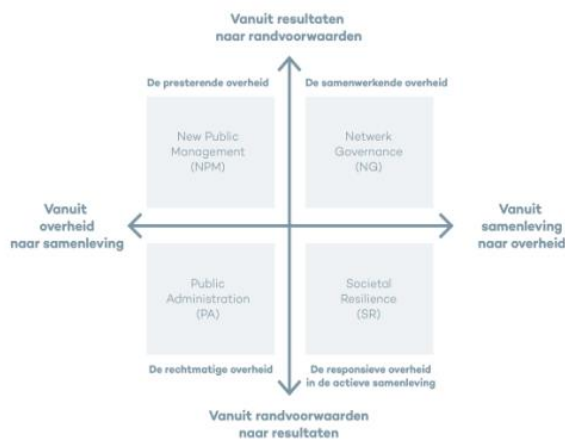 Vanuit resultaten
naar randvoorwaarden
De presterende overheid
De samenwerkende overheid
New Public
Management
(NPM)
Netwerk
Governance
(NG)
Vanuit
overheid
naar samenleving
Vanuit
samenleving
naar overheid
Public
Administration
(PA)
Societal
Resilience
(SR)
De rechtmatige overheid
De responsieve overheid
in de actieve samenleving
Vanuit randvoorwaarden
naar resultaten